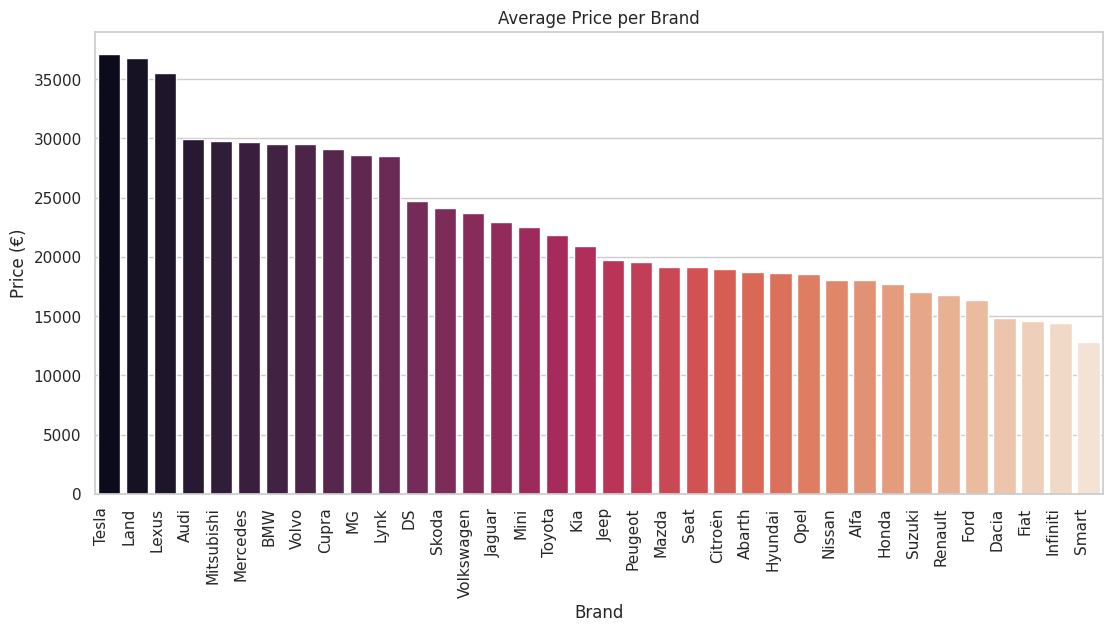 Average Price per Brand
Price (€)
35000
30000
25000
20000
15000
10000
5000
0
Tesla
Land
Lexus
Audi
Mitsubishi
Mercedes
BMW
Volvo
Cupra
MG
Lynk
DS
Skoda
Volkswagen
Jaguar
Mini
Toyota
Kia
Jeep
Peugeot
Mazda
Seat
Citroën
Abarth
Hyundai
Opel
Nissan
Alfa
Honda
Suzuki
Renault
Ford
Dacia
Fiat
Infiniti
Smart
Brand